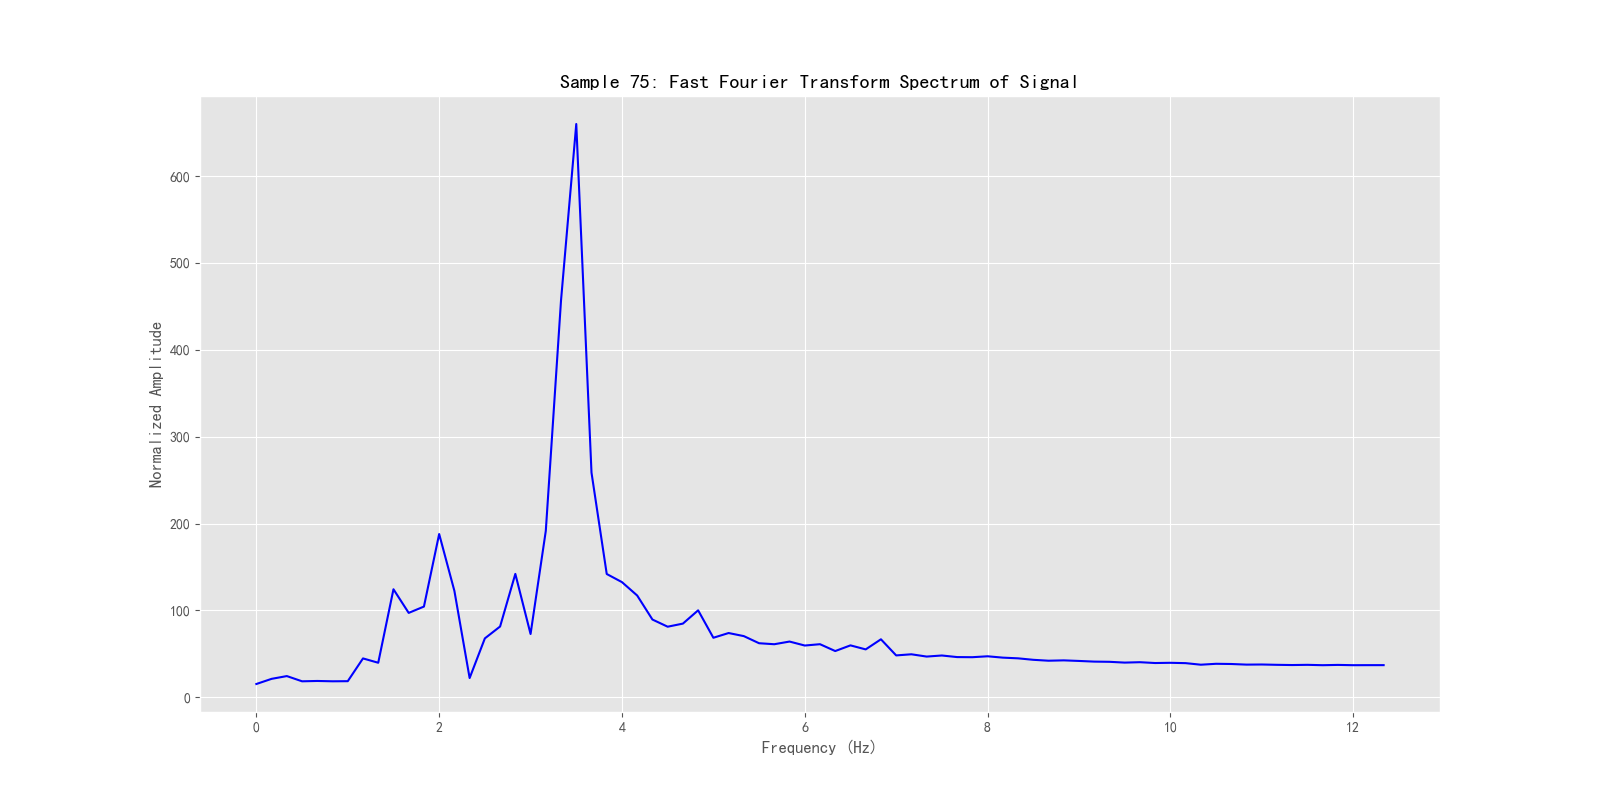 Sample 75: Fast Fourier Transform Spectrum of Signal
Normalized Amplitude
600
500
400
300
200
100
0
0 2 4 6 8 10 12
Frequency (Hz)